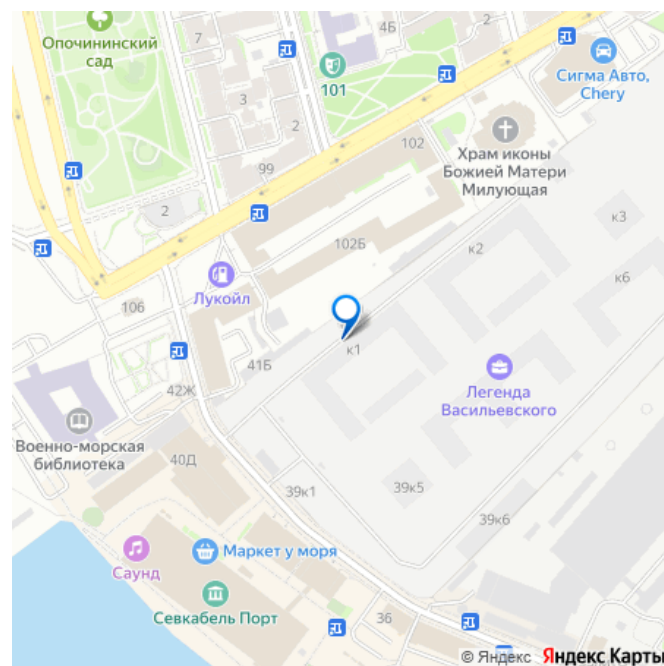 Опочининский
сад
7
4Б
101
Сигма Авто,
Chery
3
2
102
Храм иконы
Божией Матери
Милующая
99
2
к3
102Б
к2
к6
Лукойл
106
41Б
к1
42Ж
Легенда
Васильевского
Военно-морская
библиотека
40Д
39к1
39к5
39к6
Маркет у моря
Саунд
Севкабель Порт
36
© Яндекс Яндекс Карты